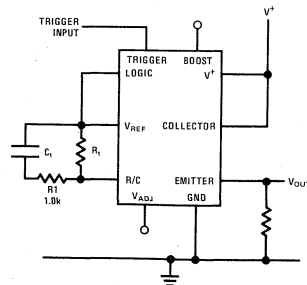 TRIGGER
INPUT
V+
TRIGGER
BOOST
LOGIC
V+
VREF
COLLECTOR
Ct
Rt
R1
1.0k
R/C
EMITTER
VOUT
VADJ
GND